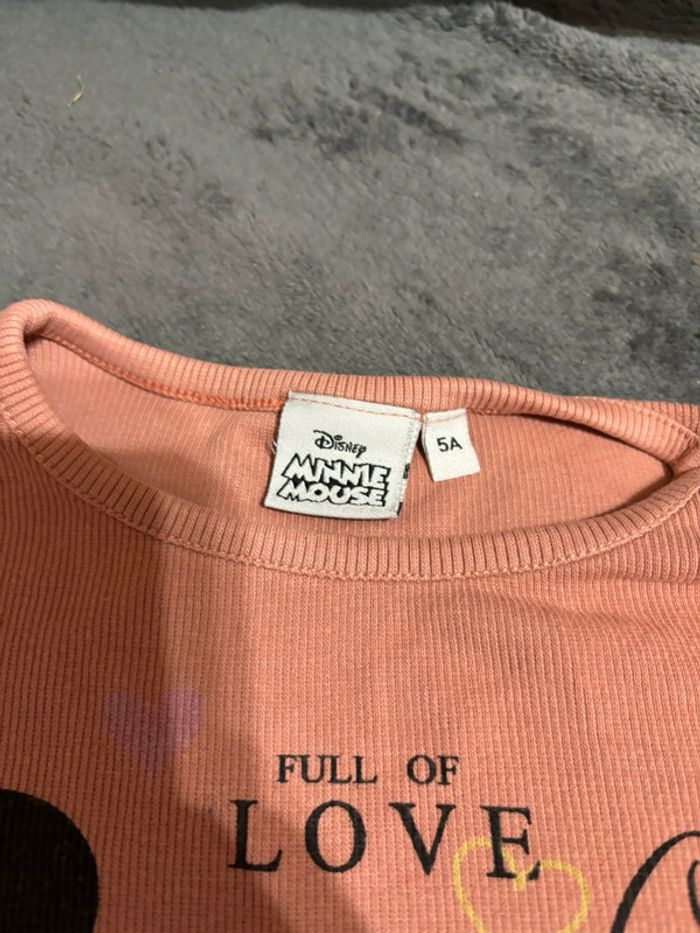 Disney
MINNIE
MOUSE
5A
FULL OF
LOVE